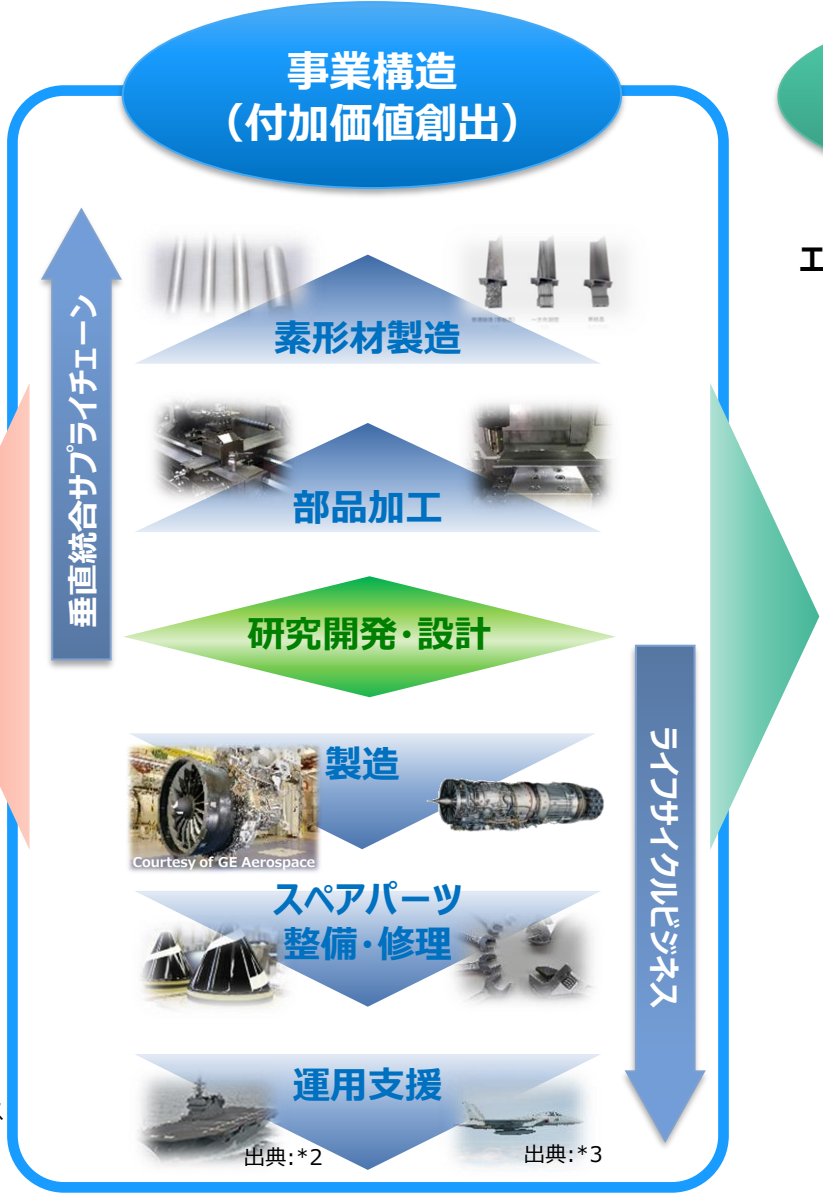 事業構造
（付加価値創出）
エ
垂直統合サプライチェーン
素形材製造
部品加工
研究開発・設計
ライフサイクルビジネス
製造
Courtesy of GE Aerospace
スペアパーツ
整備・修理
運用支援
出典:*2
出典:*3